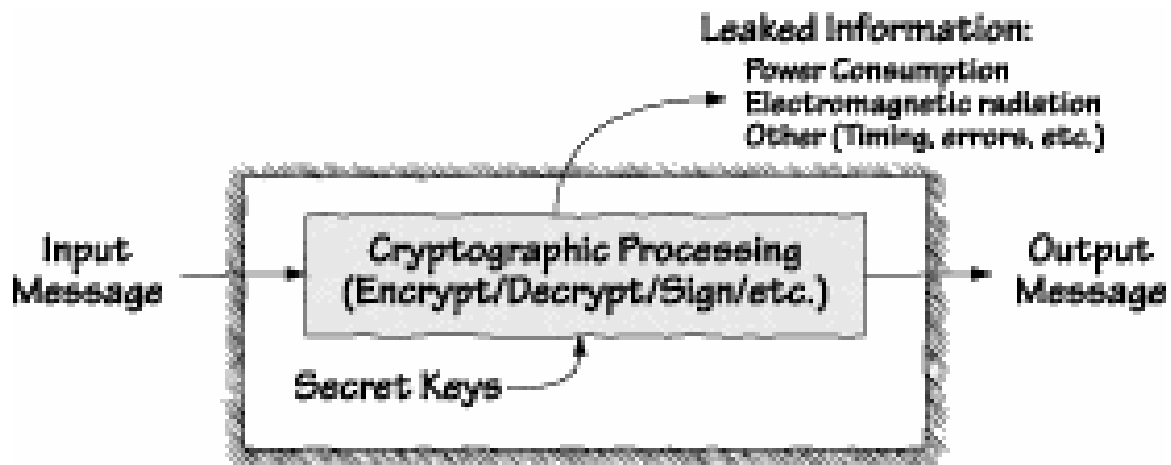 Leaked Information:
Power Consumption
Electromagnetic radiation
Other (Timing, errors, etc.)
Input
Message
Cryptographic Processing
(Encrypt/Decrypt/Sign/etc.)
Output
Message
Secret Keys